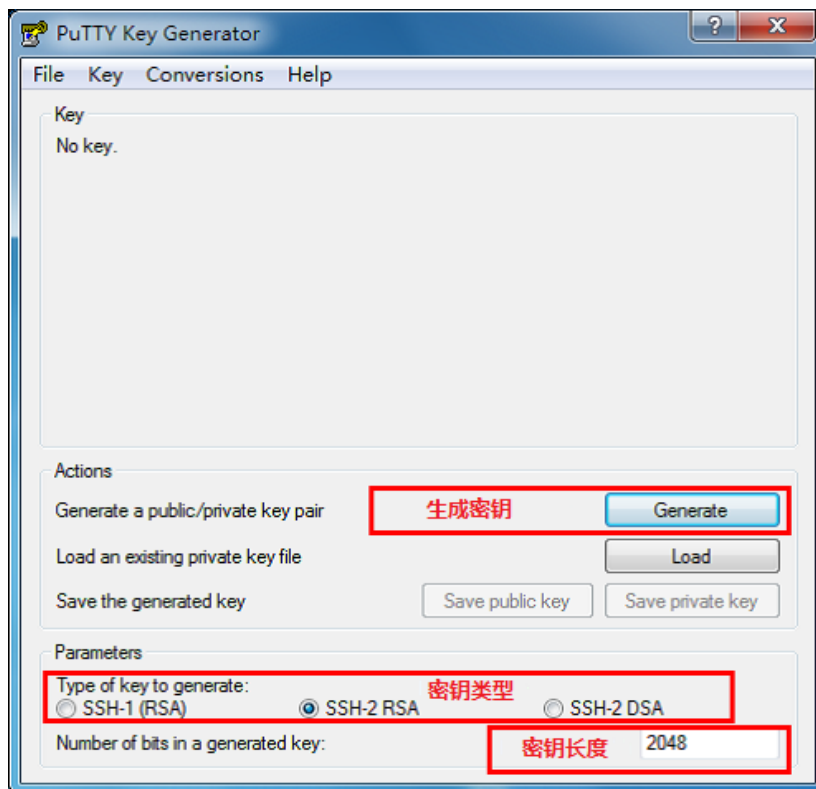 PuTTY Key Generator
File Key Conversions Help
Key
No key.
Actions
Generate a public/private key pair 生成密钥 Generate
Load an existing private key file Load
Save the generated key Save public key Save private key
Parameters
Type of key to generate: 密钥类型
SSH-1 (RSA) SSH-2 RSA SSH-2 DSA
Number of bits in a generated key: 密钥长度 2048